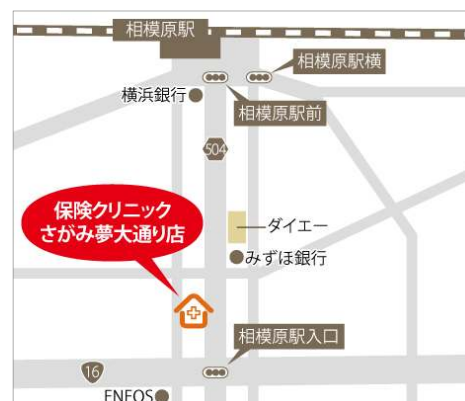 相模原駅
相模原駅横
横浜銀行
相模原駅前
504
保険クリニック
さがみ夢大通り店
ダイエー
みずほ銀行
相模原駅入口
16
ENEOS